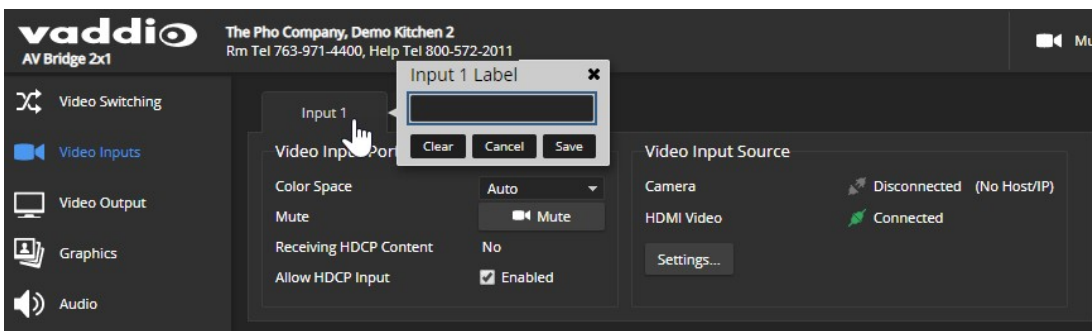 vaddio
AV Bridge 2x1
The Pho Company, Demo Kitchen 2
Rm Tel 763-971-4400, Help Tel 800-572-2011
Video Switching
Video Inputs
Video Output
Graphics
Audio
Input 1
Input 1 Label
Clear Cancel Save
Color Space Auto
Mute Mute
Receiving HDCP Content No
Allow HDCP Input Enabled
Video Input Source
Camera Disconnected (No Host/IP)
HDMI Video Connected
Settings...